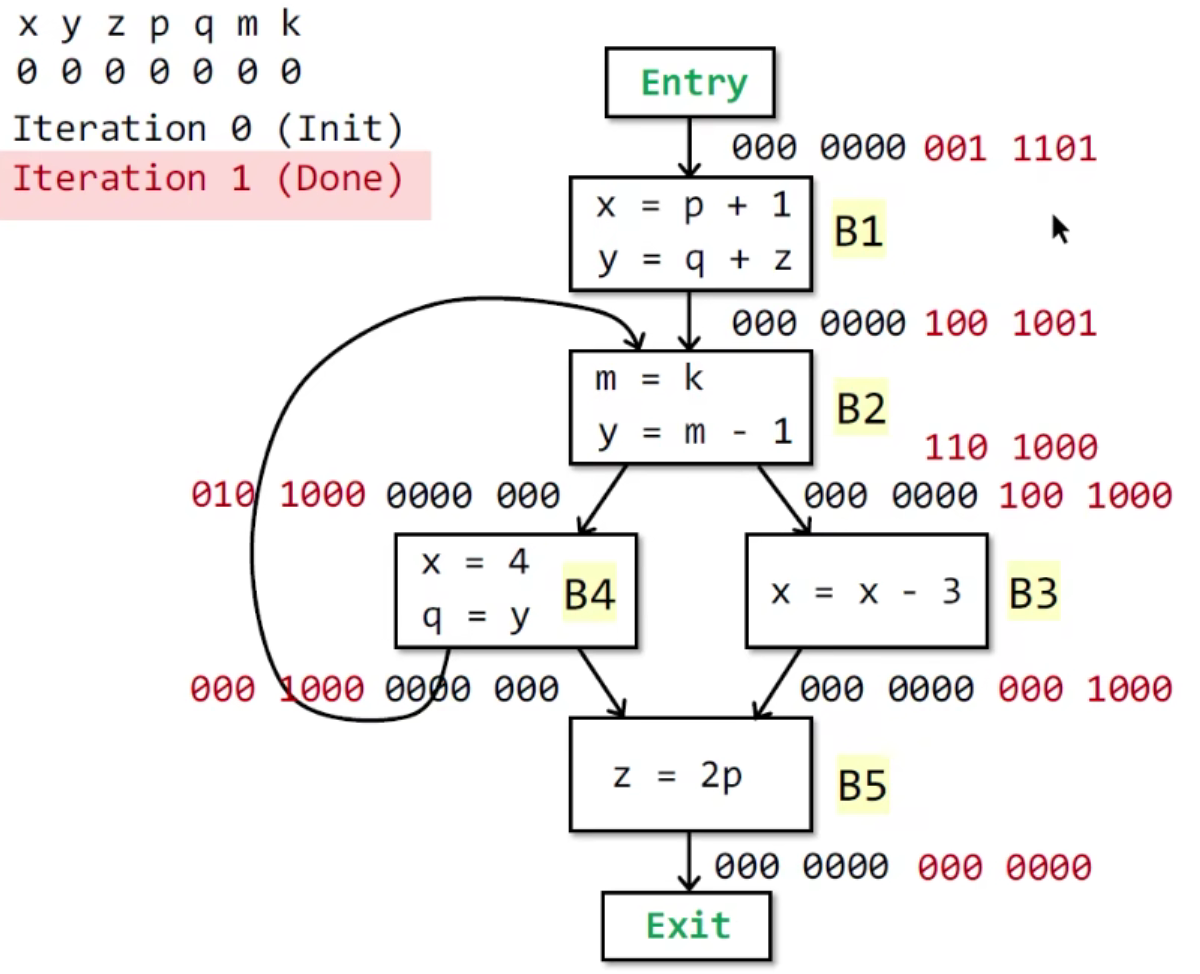 x y z p q m k
0 0 0 0 0 0 0
Iteration 0 (Init)
Iteration 1 (Done)
Entry
000 0000 001 1101
x = p + 1
y = q + z
B1
000 0000 100 1001
m = k
y = m - 1
B2
110 1000
010 1000 0000 000
000 0000 100 1000
x = 4
q = y
B4
x = x - 3
B3
000 1000 0000 000
000 0000 000 1000
z = 2p
B5
000 0000 000 0000
Exit